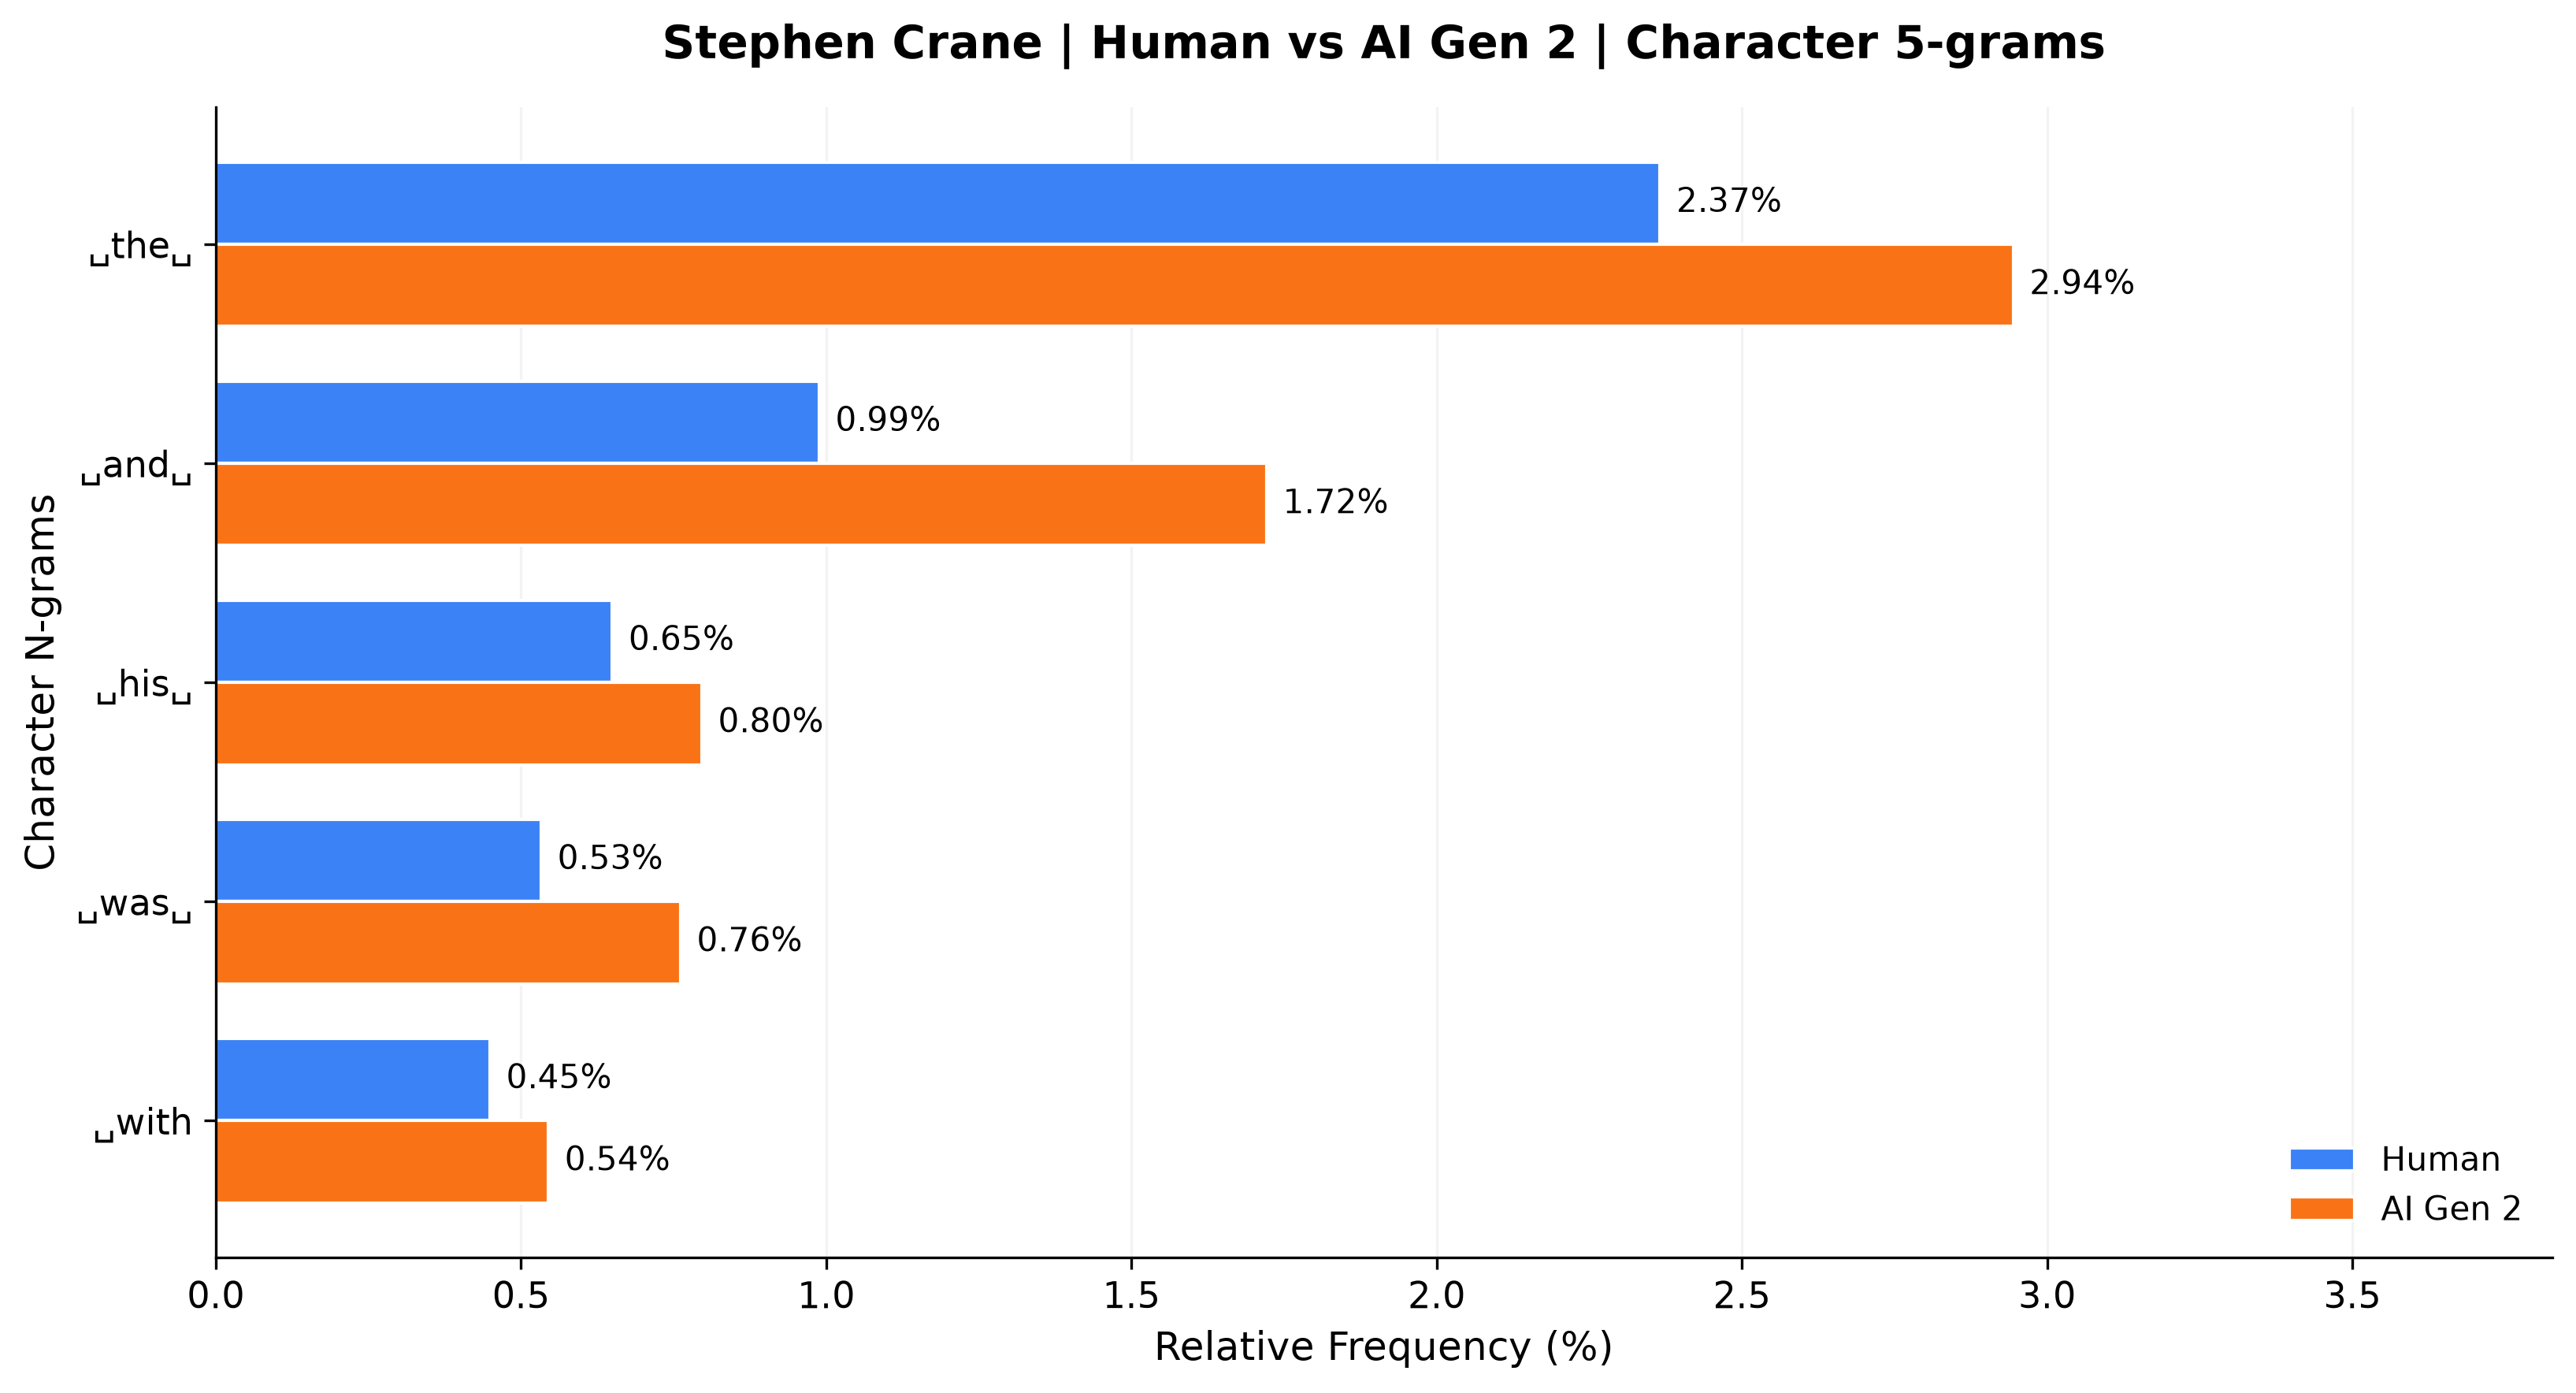 Stephen Crane | Human vs AI Gen 2 | Character 5-grams
␣the␣
2.37%
2.94%
␣and␣
0.99%
1.72%
␣his␣
0.65%
0.80%
␣was␣
0.53%
0.76%
␣with
0.45%
0.54%
Character N-grams
Human
AI Gen 2
0.0 0.5 1.0 1.5 2.0 2.5 3.0 3.5
Relative Frequency (%)